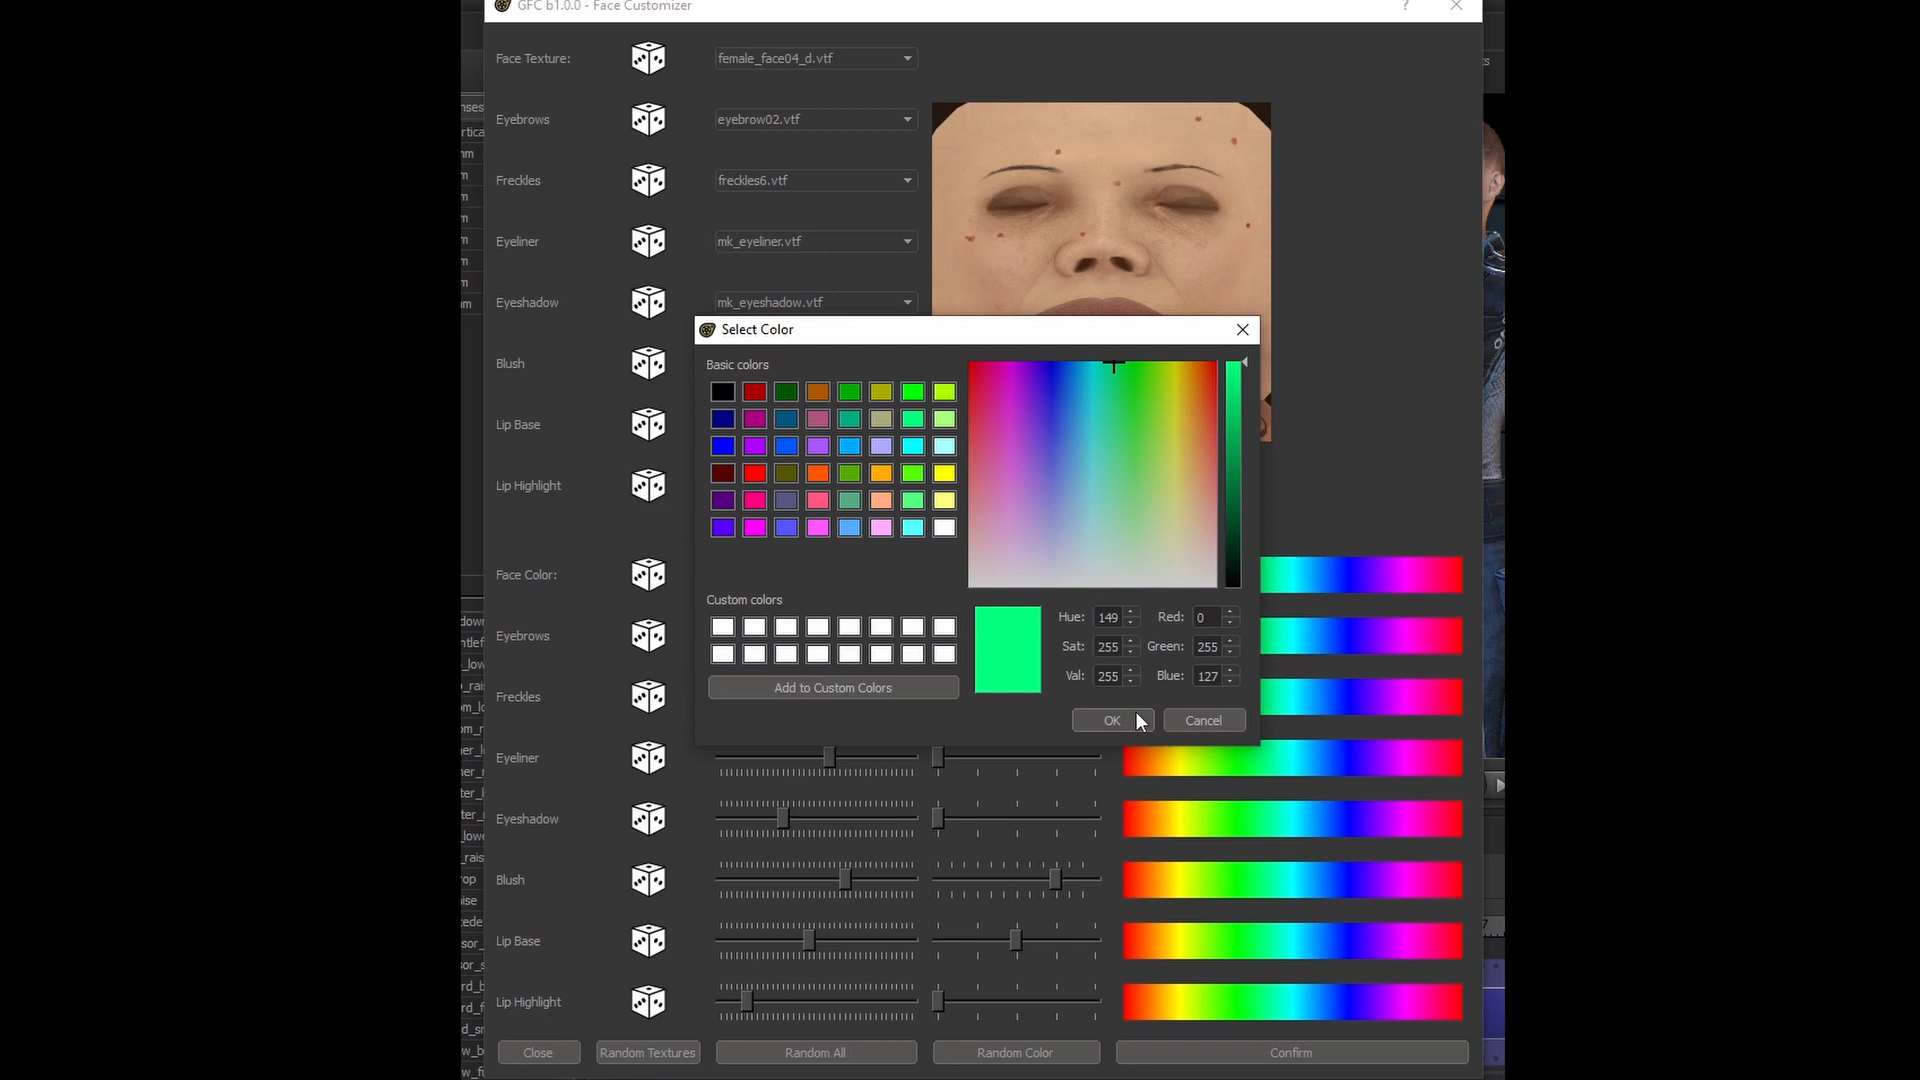 GFC b1.0.0 - Face Customizer
?
Face Texture:
female_face04_d.vtf
Eyebrows
eyebrow02.vtf
Freckles
freckles6.vtf
Eyeliner
mk_eyeliner.vtf
Eyeshadow
mk_eyeshadow.vtf
Blush
Lip Base
Lip Highlight
Select Color
Basic colors
Custom colors
Hue: 149 Red: 0
Sat: 255 Green: 255
Val: 255 Blue: 127
Add to Custom Colors
OK Cancel
Face Color:
Eyebrows
Freckles
Eyeliner
Eyeshadow
Blush
Lip Base
Lip Highlight
Close Random Textures Random All Random Color Confirm